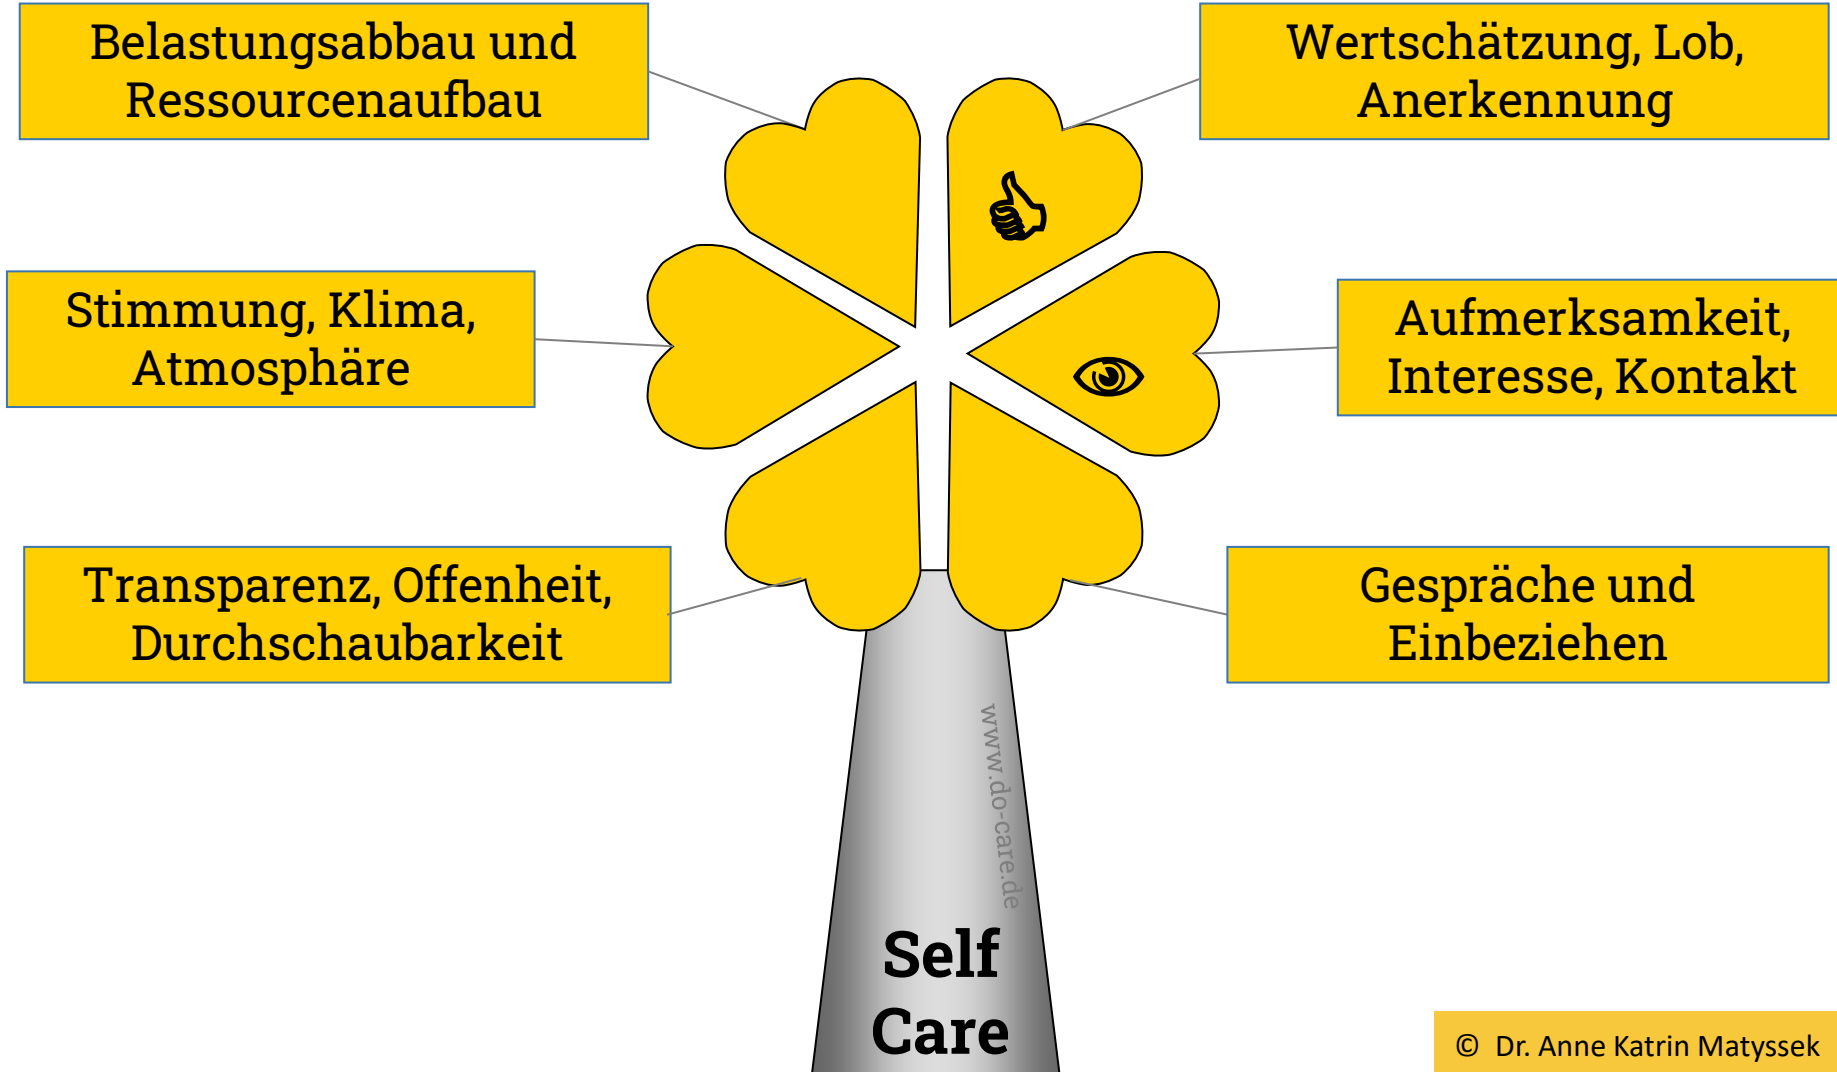 Belastungsabbau und
Ressourcenaufbau
Wertschätzung, Lob,
Anerkennung
Stimmung, Klima,
Atmosphäre
Aufmerksamkeit,
Interesse, Kontakt
Transparenz, Offenheit,
Durchschaubarkeit
Gespräche und
Einbeziehen
www.do-care.de
Self
Care
© Dr. Anne Katrin Matyssek